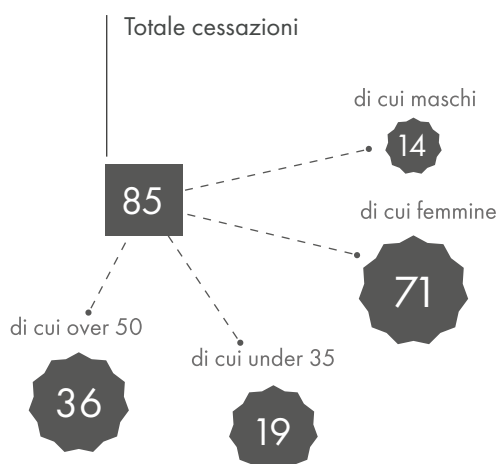 Totale cessazioni
di cui maschi
14
85
di cui femmine
71
di cui over 50
36
di cui under 35
19